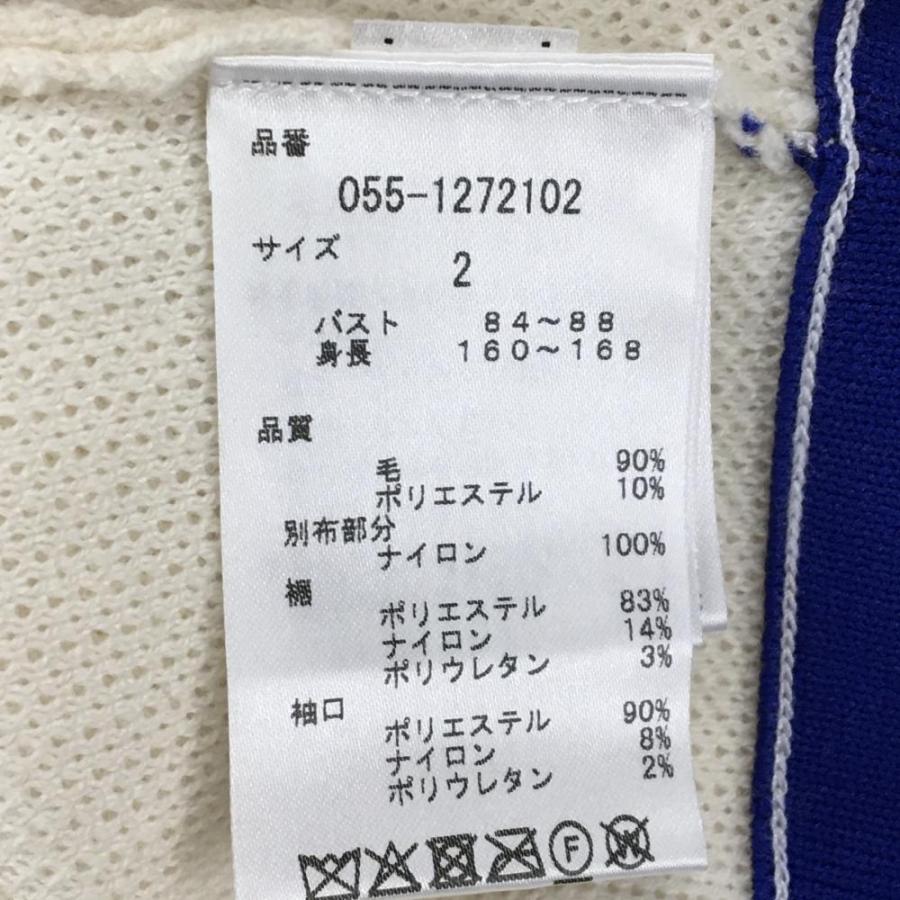 品番
055-1272102
サイズ
2
バスト 84～88
身長 160～168
品質
毛 90%
ポリエステル 10%
別布部分
ナイロン 100%
ポリエステル 83%
ナイロン 14%
ポリウレタン 3%
袖口
ポリエステル 90%
ナイロン 8%
ポリウレタン 2%
F
W